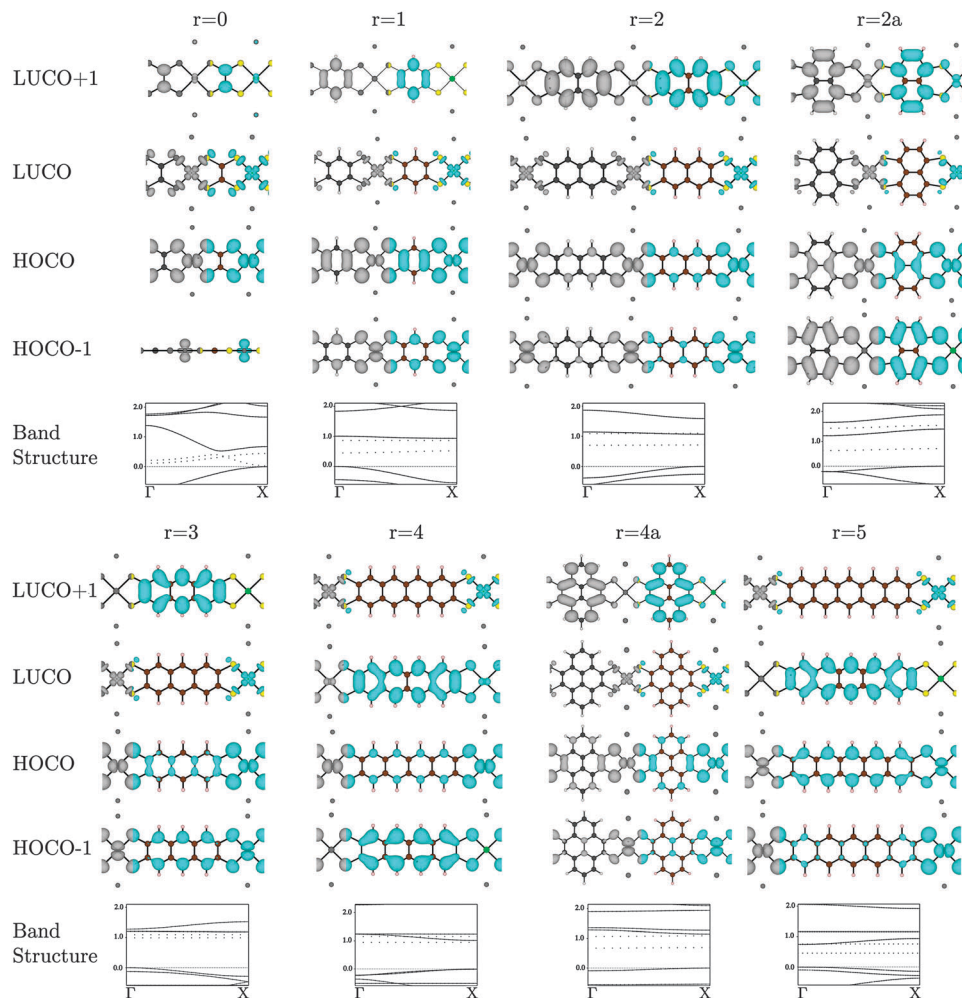 r=0 r=1 r=2 r=2a
LUCO+1
LUCO
HOCO
HOCO-1
Band
Structure
2.0 2.0 2.0 2.0
1.0 1.0 1.0 1.0
0.0 0.0 0.0 0.0
Γ X Γ X Γ X Γ X
r=3 r=4 r=4a r=5
LUCO+1
LUCO
HOCO
HOCO-1
Band
Structure
2.0 2.0 2.0 2.0
1.0 1.0 1.0 1.0
0.0 0.0 0.0 0.0
Γ X Γ X Γ X Γ X